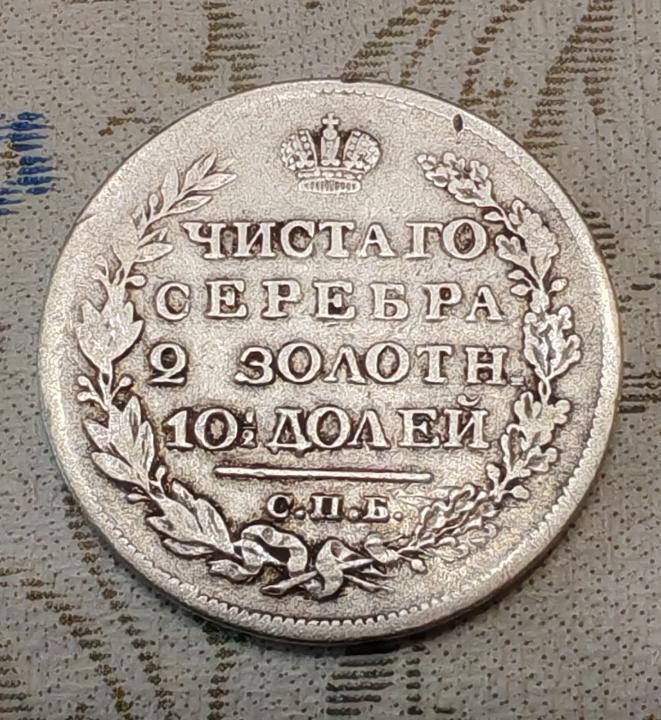 ЧИСТАГО
СЕРЕБРА
2 ЗОЛОТН.
10½ ДОЛЕЙ
С.П.Б.